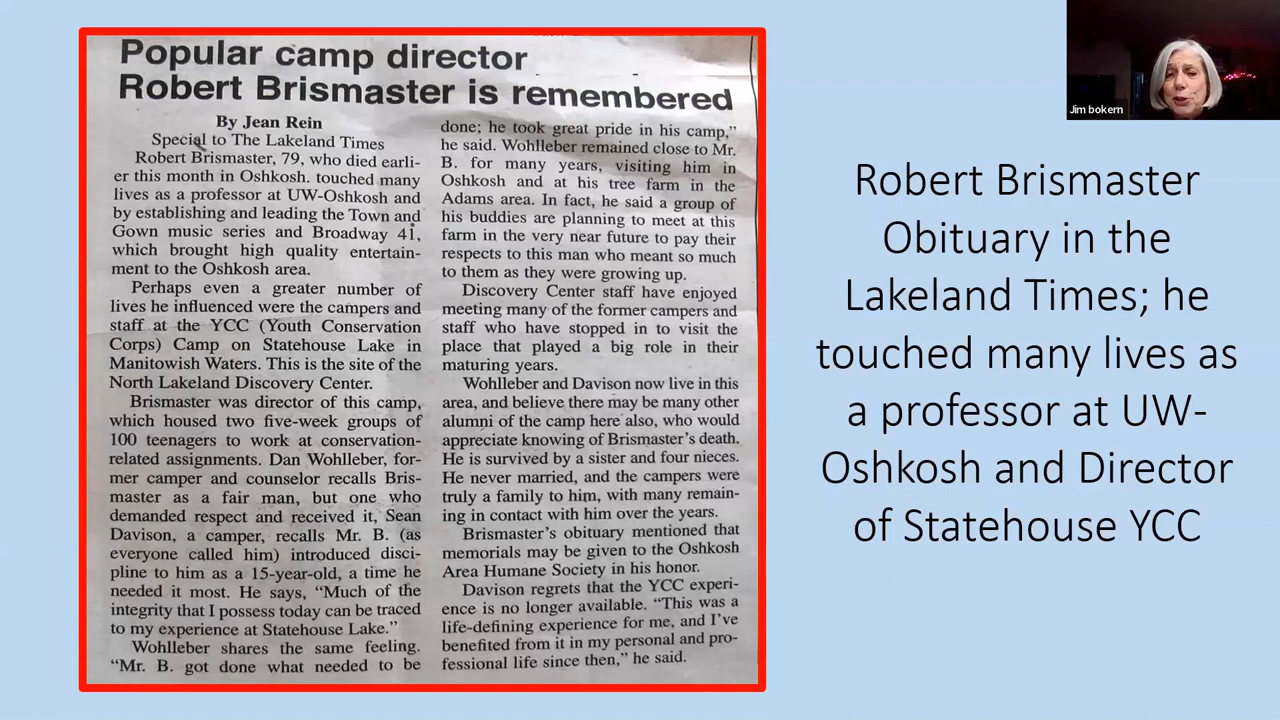 Popular camp director
Robert Brismaster is remembered
By Jean Rein
Special to The Lakeland Times
Robert Brismaster, 79, who died earli-
er this month in Oshkosh. touched many
lives as a professor at UW-Oshkosh and
by establishing and leading the Town and
Gown music series and Broadway 41,
which brought high quality entertain-
ment to the Oshkosh area.
Perhaps even a greater number of
lives he influenced were the campers and
staff at the YCC (Youth Conservation
Corps) Camp on Statehouse Lake in
Manitowish Waters. This is the site of the
North Lakeland Discovery Center.
Brismaster was director of this camp,
which housed two five-week groups of
100 teenagers to work at conservation-
related assignments. Dan Wohlleber, for-
mer camper and counselor recalls Bris-
master as a fair man, but one who
demanded respect and received it, Sean
Davison, a camper, recalls Mr. B. (as
everyone called him) introduced disci-
pline to him as a 15-year-old, a time he
needed it most. He says, “Much of the
integrity that I possess today can be traced
to my experience at Statehouse Lake.”
Wohlleber shares the same feeling.
“Mr. B. got done what needed to be
done; he took great pride in his camp,”
he said. Wohlleber remained close to Mr.
B. for many years, visiting him in
Oshkosh and at his tree farm in the
Adams area. In fact, he said a group of
his buddies are planning to meet at this
farm in the very near future to pay their
respects to this man who meant so much
to them as they were growing up.
Discovery Center staff have enjoyed
meeting many of the former campers and
staff who have stopped in to visit the
place that played a big role in their
maturing years.
Wohlleber and Davison now live in this
area, and believe there may be many other
alumni of the camp here also, who would
appreciate knowing of Brismaster’s death.
He is survived by a sister and four nieces.
He never married, and the campers were
truly a family to him, with many remain-
ing in contact with him over the years.
Brismaster’s obituary mentioned that
memorials may be given to the Oshkosh
Area Humane Society in his honor.
Davison regrets that the YCC experi-
ence is no longer available. “This was a
life-defining experience for me, and I’ve
benefited from it in my personal and pro-
fessional life since then,” he said.
Jim bokern
Robert Brismaster
Obituary in the
Lakeland Times; he
touched many lives as
a professor at UW-
Oshkosh and Director
of Statehouse YCC